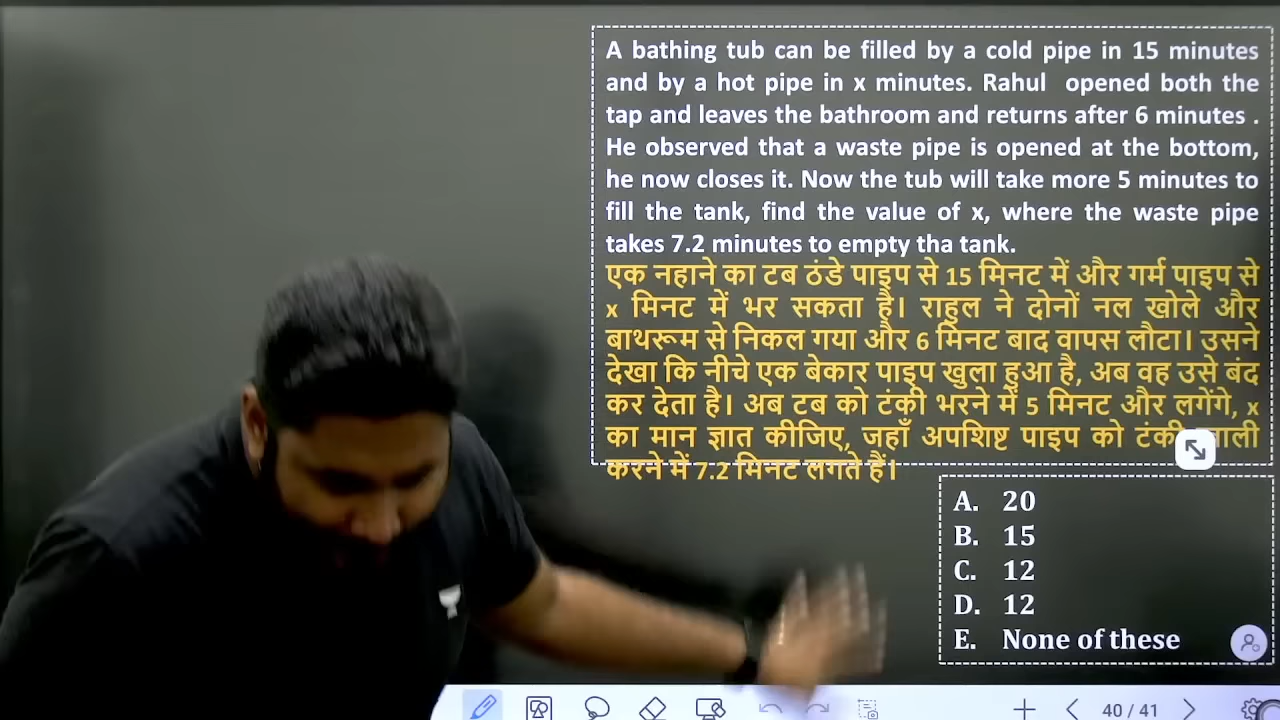 A bathing tub can be filled by a cold pipe in 15 minutes
and by a hot pipe in x minutes. Rahul opened both the
tap and leaves the bathroom and returns after 6 minutes .
He observed that a waste pipe is opened at the bottom,
he now closes it. Now the tub will take more 5 minutes to
fill the tank, find the value of x, where the waste pipe
takes 7.2 minutes to empty tha tank.
एक नहाने का टब ठंडे पाइप से 15 मिनट में और गर्म पाइप से
x मिनट में भर सकता है। राहुल ने दोनों नल खोले और
बाथरूम से निकल गया और 6 मिनट बाद वापस लौटा। उसने
देखा कि नीचे एक बेकार पाइप खुला हुआ है, अब वह उसे बंद
कर देता है। अब टब को टंकी भरने में 5 मिनट और लगेंगे, x
का मान ज्ञात कीजिए, जहाँ अपशिष्ट पाइप को
करने में 7.2 मिनट लगते हैं।
A. 20
B. 15
C. 12
D. 12
E. None of these
40 / 41